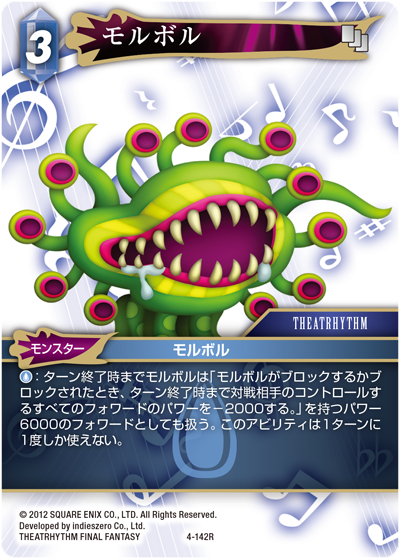 3
モルボル
THEATRHYTHM
モンスター
モルボル
：ターン終了時までモルボルは「モルボルがブロックするかブ
ロックされたとき、ターン終了時まで対戦相手のコントロールす
るすべてのフォワードのパワーを－2000する。」を持つパワー
6000のフォワードとしても扱う。このアビリティは1ターンに
1度しか使えない。
© 2012 SQUARE ENIX CO., LTD. All Rights Reserved.
Developed by indieszero Co., Ltd.
THEATRHYTHM FINAL FANTASY
4-142R